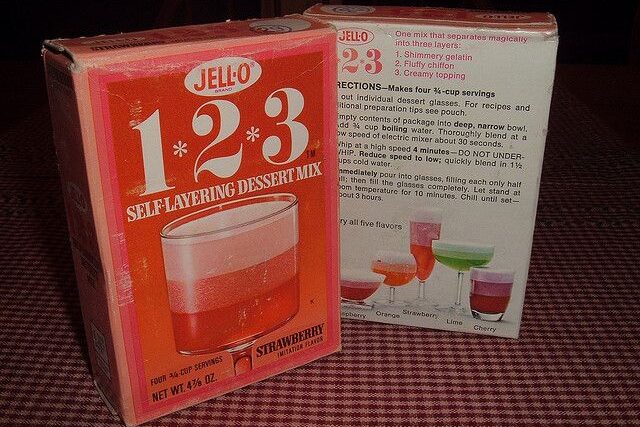 JELL-O
BRAND
1*2*3™
SELF-LAYERING DESSERT MIX
K
STRAWBERRY
IMITATION FLAVOR
FOUR ¾-CUP SERVINGS
NET WT. 4⅞ OZ.
JELL-O
1·2·3
One mix that separates magically
into three layers:
1. Shimmery gelatin
2. Fluffy chiffon
3. Creamy topping
RECTIONS—Makes four ¾-cup servings
out individual dessert glasses. For recipes and
itional preparation tips see pouch.
mpty contents of package into deep, narrow bowl.
dd ¾ cup boiling water. Thoroughly blend at a
ow speed of electric mixer about 30 seconds.
hip at a high speed 4 minutes—DO NOT UNDER-
WHIP. Reduce speed to low; quickly blend in 1½
ups cold water.
mmediately pour into glasses, filling each only half
ll; then fill the glasses completely. Let stand at
oom temperature for 10 minutes. Chill until set—
bout 3 hours.
ry all five flavors
spberry
Orange
Strawberry
Lime
Cherry